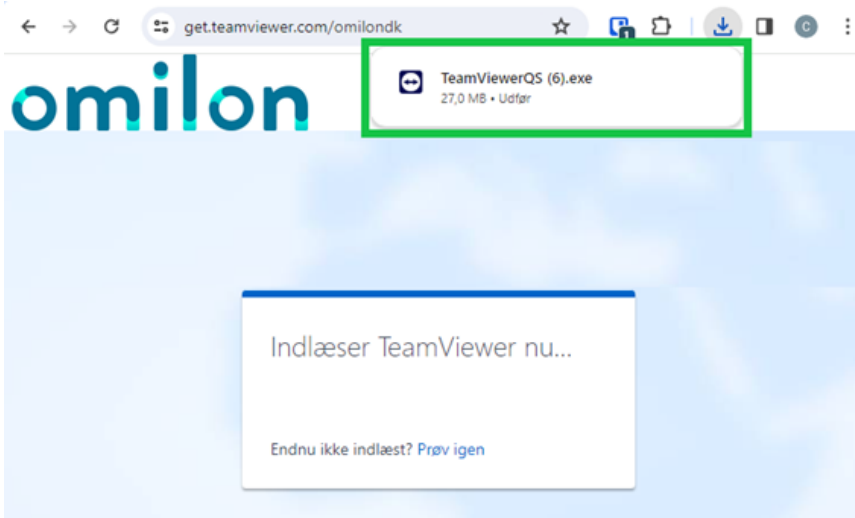 get.teamviewer.com/omilondk
C
omilon
TeamViewerQS (6).exe
27,0 MB • Udfør
Indlæser TeamViewer nu...
Endnu ikke indlæst? Prøv igen